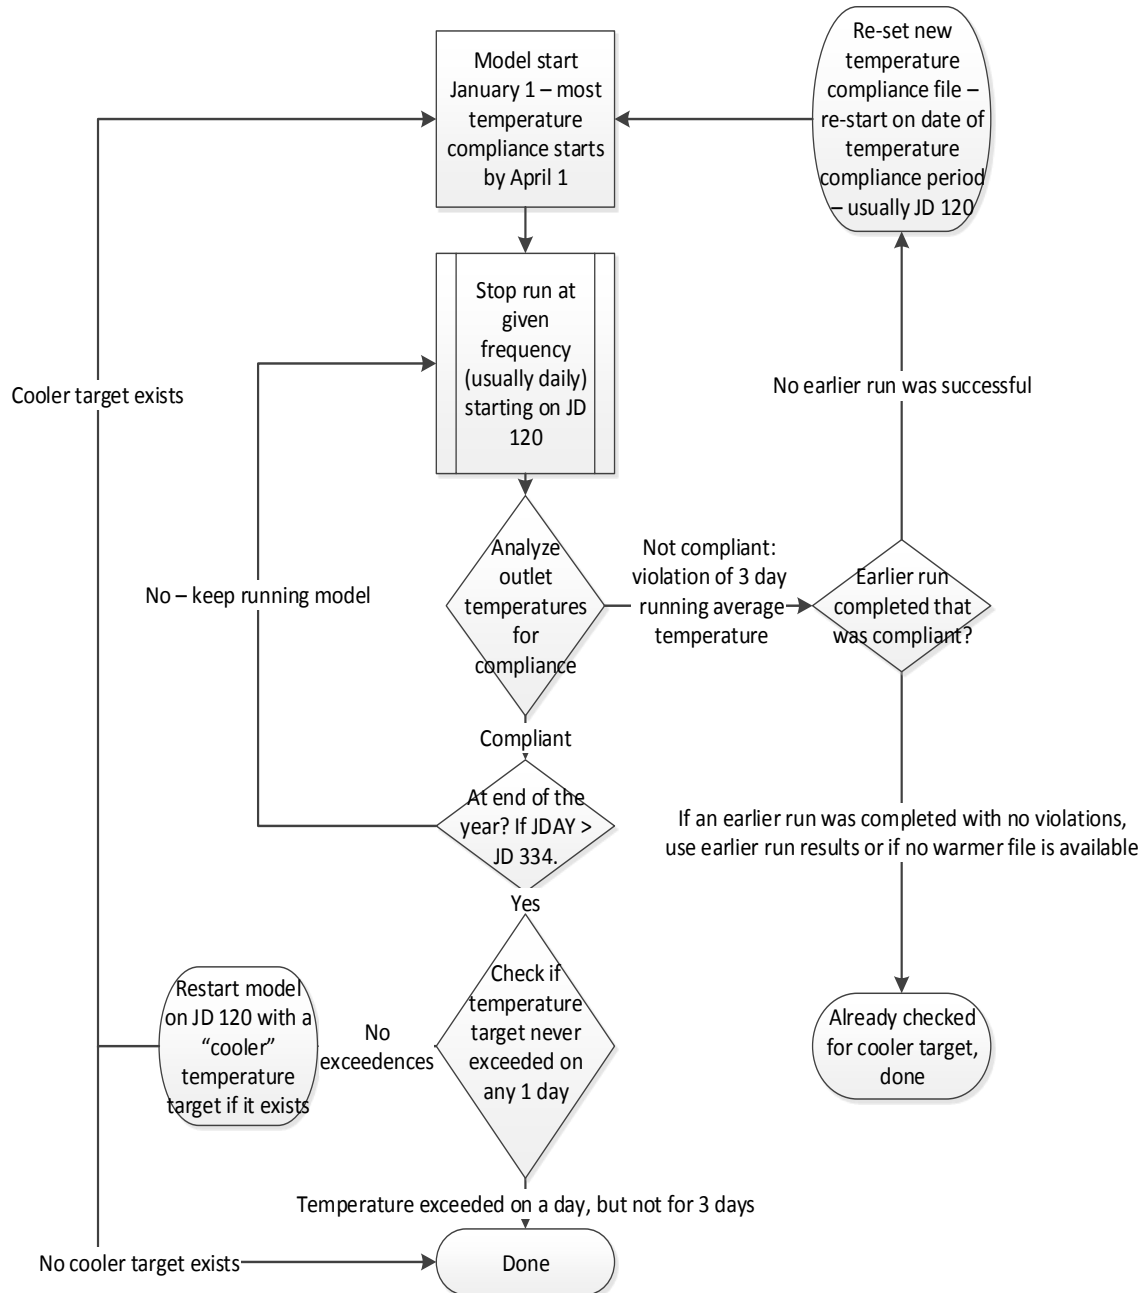 Model start
January 1 – most
temperature
compliance starts
by April 1
Re-set new
temperature
compliance file –
re-start on date of
temperature
compliance period
– usually JD 120
Stop run at
given
frequency
(usually daily)
starting on JD
120
Cooler target exists
No earlier run was successful
Analyze
outlet
temperatures
for
compliance
Not compliant:
violation of 3 day
running average
temperature
Earlier run
completed that
was compliant?
No – keep running model
Compliant
At end of the
year? If JDAY >
JD 334.
If an earlier run was completed with no violations,
use earlier run results or if no warmer file is available
Yes
Check if
temperature
target never
exceeded on
any 1 day
No
exceedences
Restart model
on JD 120 with a
“cooler”
temperature
target if it exists
Already checked
for cooler target,
done
Temperature exceeded on a day, but not for 3 days
No cooler target exists
Done